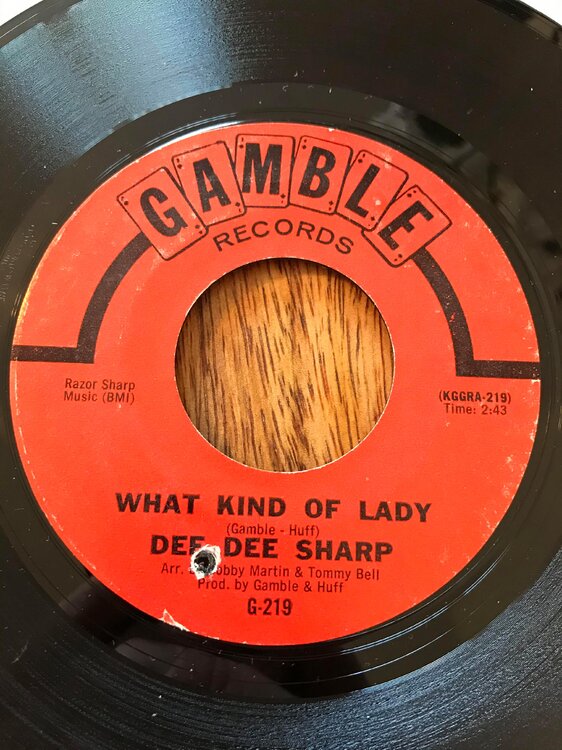 GAMBLE
RECORDS
Razor Sharp
Music (BMI)
(KGGRA-219)
Time: 2:43
WHAT KIND OF LADY
(Gamble - Huff)
DEE DEE SHARP
Arr. Bobby Martin & Tommy Bell
Prod. by Gamble & Huff
G-219